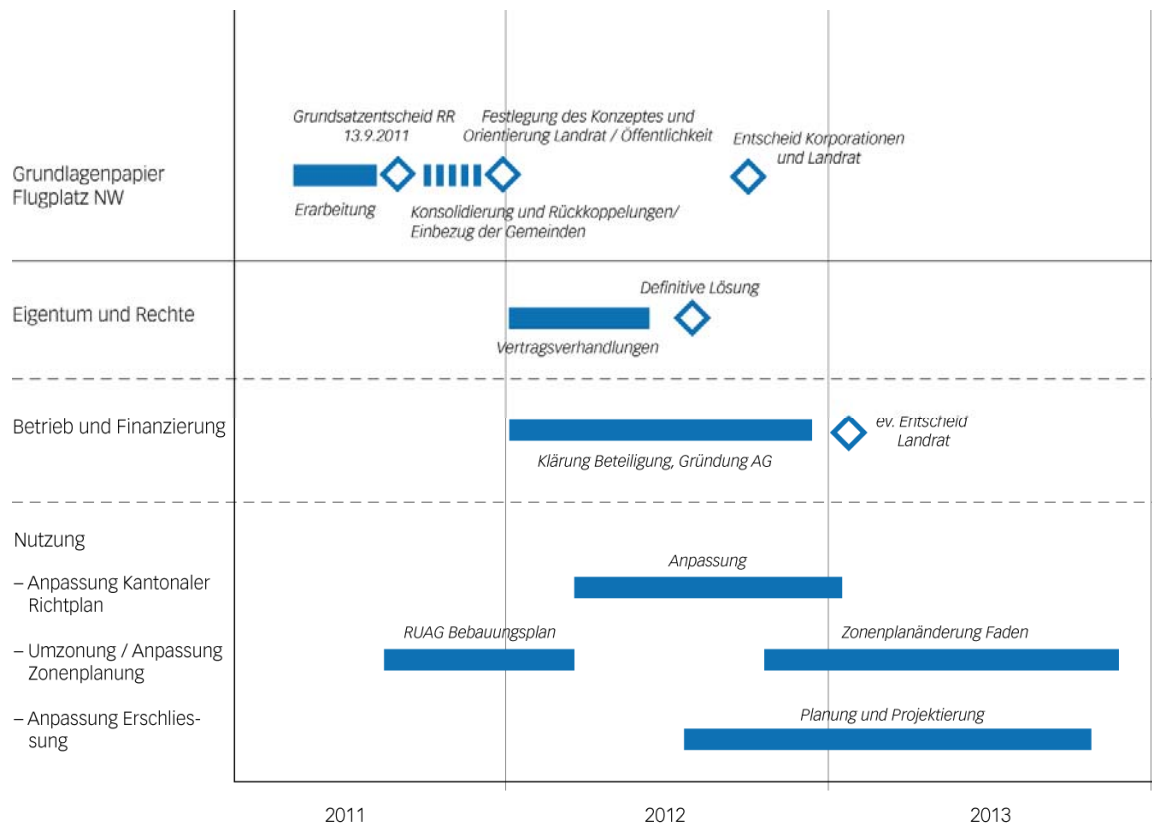 Grundsatzentscheid RR
13.9.2011
Festlegung des Konzeptes und
Orientierung Landrat / Öffentlichkeit
Entscheid Korporationen
und Landrat
Grundlagenpapier
Flugplatz NW
Erarbeitung
Konsolidierung und Rückkoppelungen/
Einbezug der Gemeinden
Eigentum und Rechte
Definitive Lösung
Vertragsverhandlungen
Betrieb und Finanzierung
ev. Entscheid
Landrat
Klärung Beteiligung, Gründung AG
Nutzung
– Anpassung Kantonaler
Richtplan
Anpassung
– Umzonung / Anpassung
Zonenplanung
RUAG Bebauungsplan
Zonenplanänderung Faden
– Anpassung Erschlies-
sung
Planung und Projektierung
2011
2012
2013